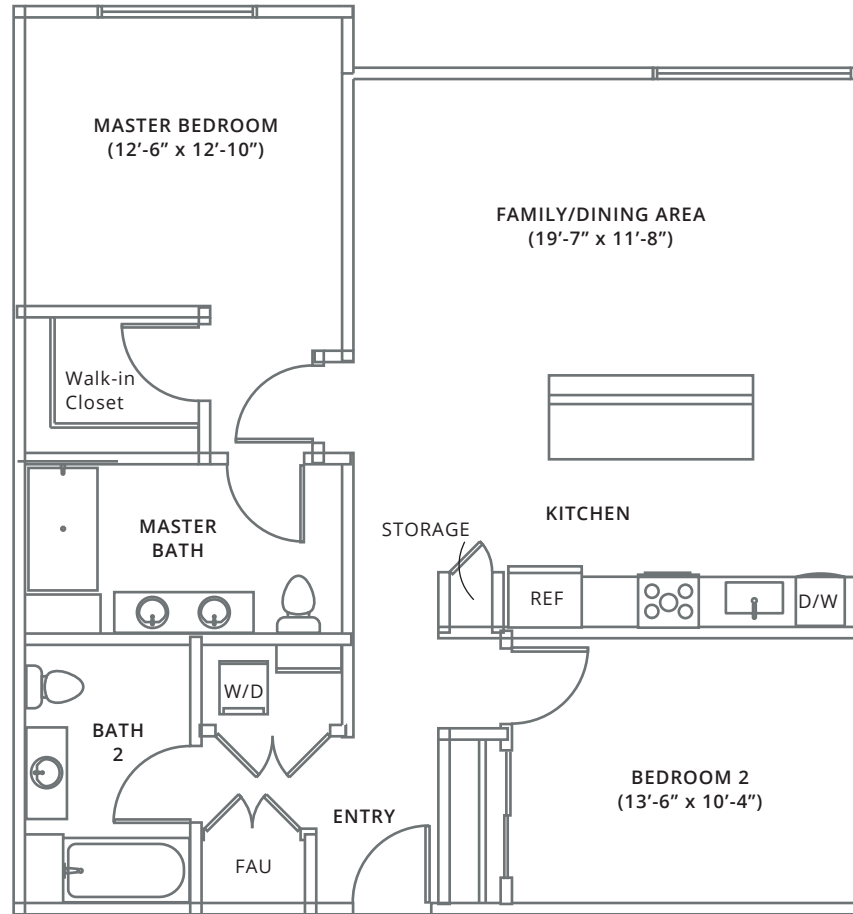 MASTER BEDROOM
(12’-6” x 12’-10”)
FAMILY/DINING AREA
(19’-7” x 11’-8”)
Walk-in
Closet
MASTER
BATH
STORAGE
KITCHEN
REF
D/W
W/D
BATH
2
BEDROOM 2
(13’-6” x 10’-4”)
ENTRY
FAU